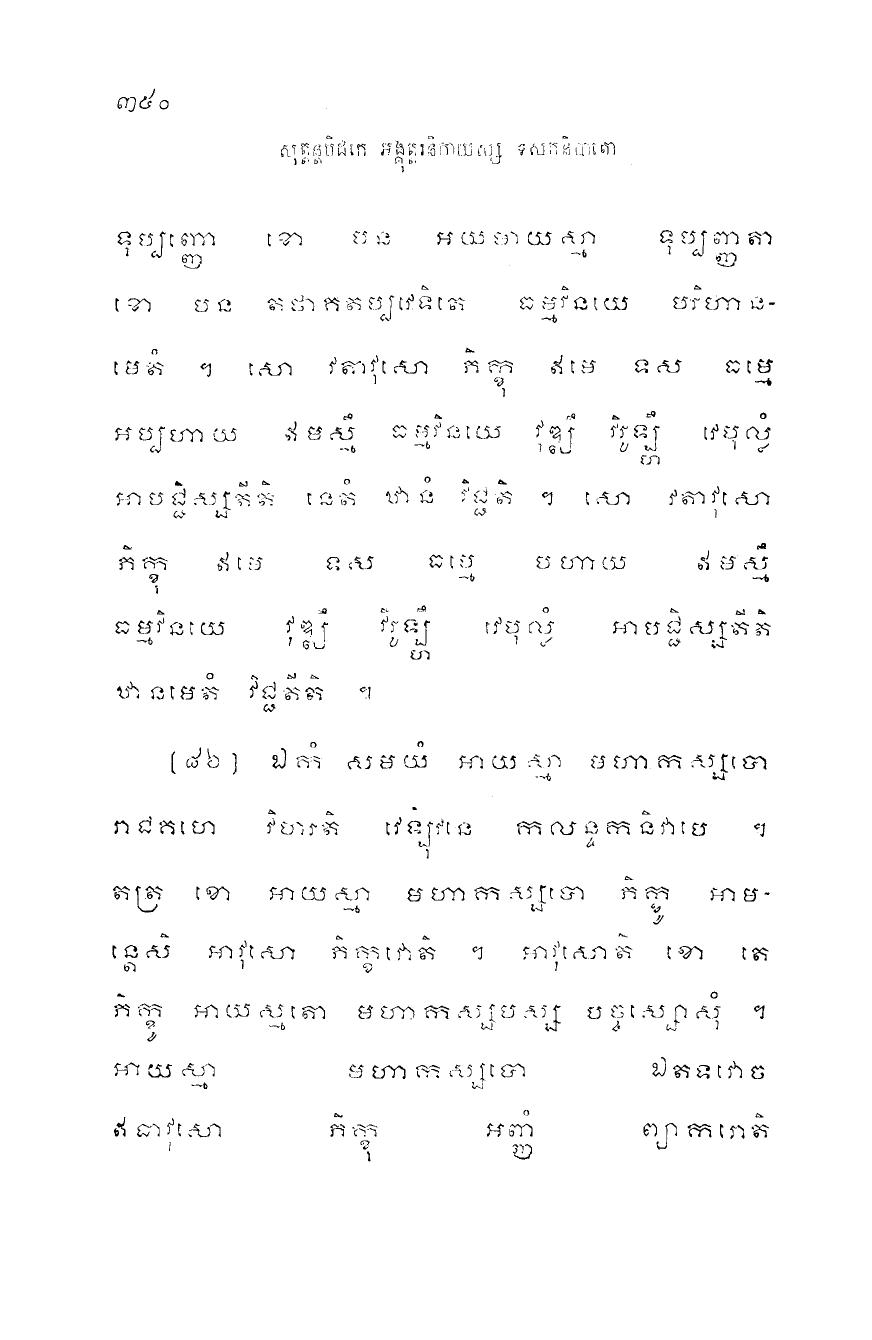 ៣៥០
សុត្តន្តបិដកេ អង្គុត្តរនិកាយស្ស ទសកនិបាតោ
ទុប្បញ្ញោ ខោ បន អយមាយស្មា ទុប្បញ្ញតា
ខោ បន តថាគតប្បវេទិតេ ធម្មវិនយេ បរិហាន-
មេតំ ។ សោ វតាវុសោ ភិក្ខុ ឥមេ ទស ធម្មេ
អប្បហាយ ឥមស្មឹ ធម្មវិនយេ វុឌ្ឍឹ វិរូឡ្ហឹ វេបុល្លំ
អាបជ្ជិស្សតីតិ នេតំ ឋានំ វិជ្ជតិ ។ សោ វតាវុសោ
ភិក្ខុ ឥមេ ទស ធម្មេ បហាយ ឥមស្មឹ
ធម្មវិនយេ វុឌ្ឍឹ វិរូឡ្ហឹ វេបុល្លំ អាបជ្ជិស្សតីតិ
ឋានមេតំ វិជ្ជតីតិ ។
(៨៦) ឯកំ សមយំ អាយស្មា មហាកស្សបោ
រាជគហេ វិហរតិ វេឡុវនេ កលន្ទកនិវាបេ ។
តត្រ ខោ អាយស្មា មហាកស្សបោ ភិក្ខូ អាម-
ន្តេសិ អាវុសោ ភិក្ខវោតិ ។ អាវុសោតិ ខោ តេ
ភិក្ខូ អាយស្មតោ មហាកស្សបស្ស បច្ចស្សោសុំ ។
អាយស្មា មហាកស្សបោ ឯតទវោច
ឥធាវុសោ ភិក្ខុ អញ្ញំ ព្យាករោតិ